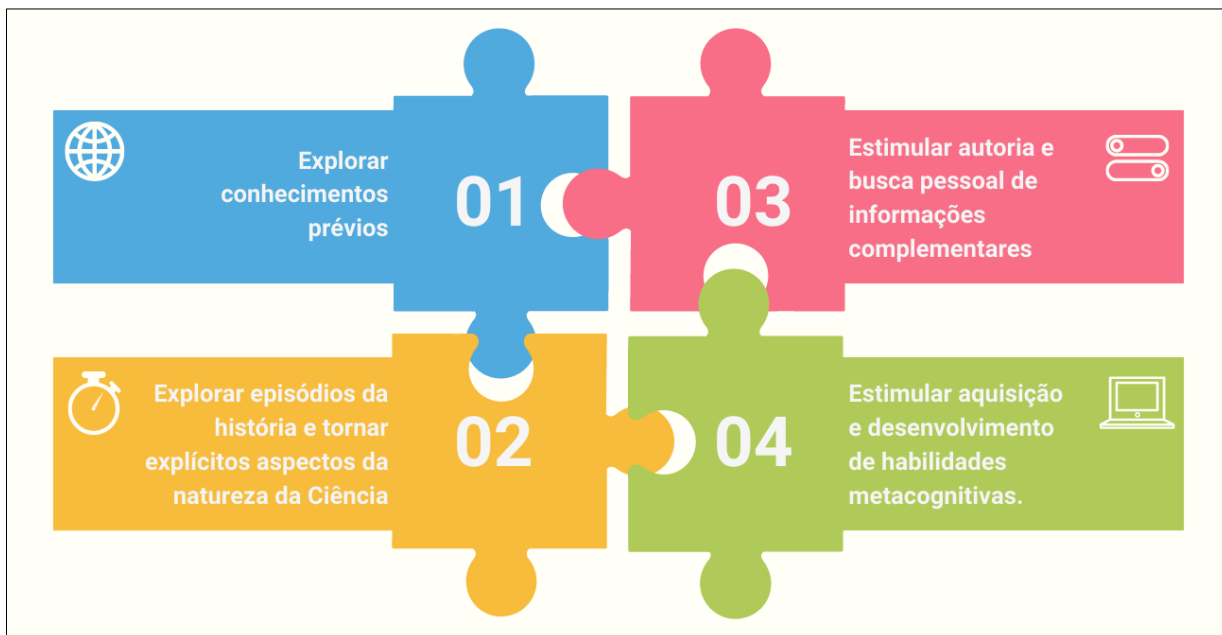 Explorar
conhecimentos
prévios
01
Explorar episódios da
história e tornar
explícitos aspectos da
natureza da Ciência
02
03
Estimular autoria e
busca pessoal de
informações
complementares
04
Estimular aquisição
e desenvolvimento
de habilidades
metacognitivas.